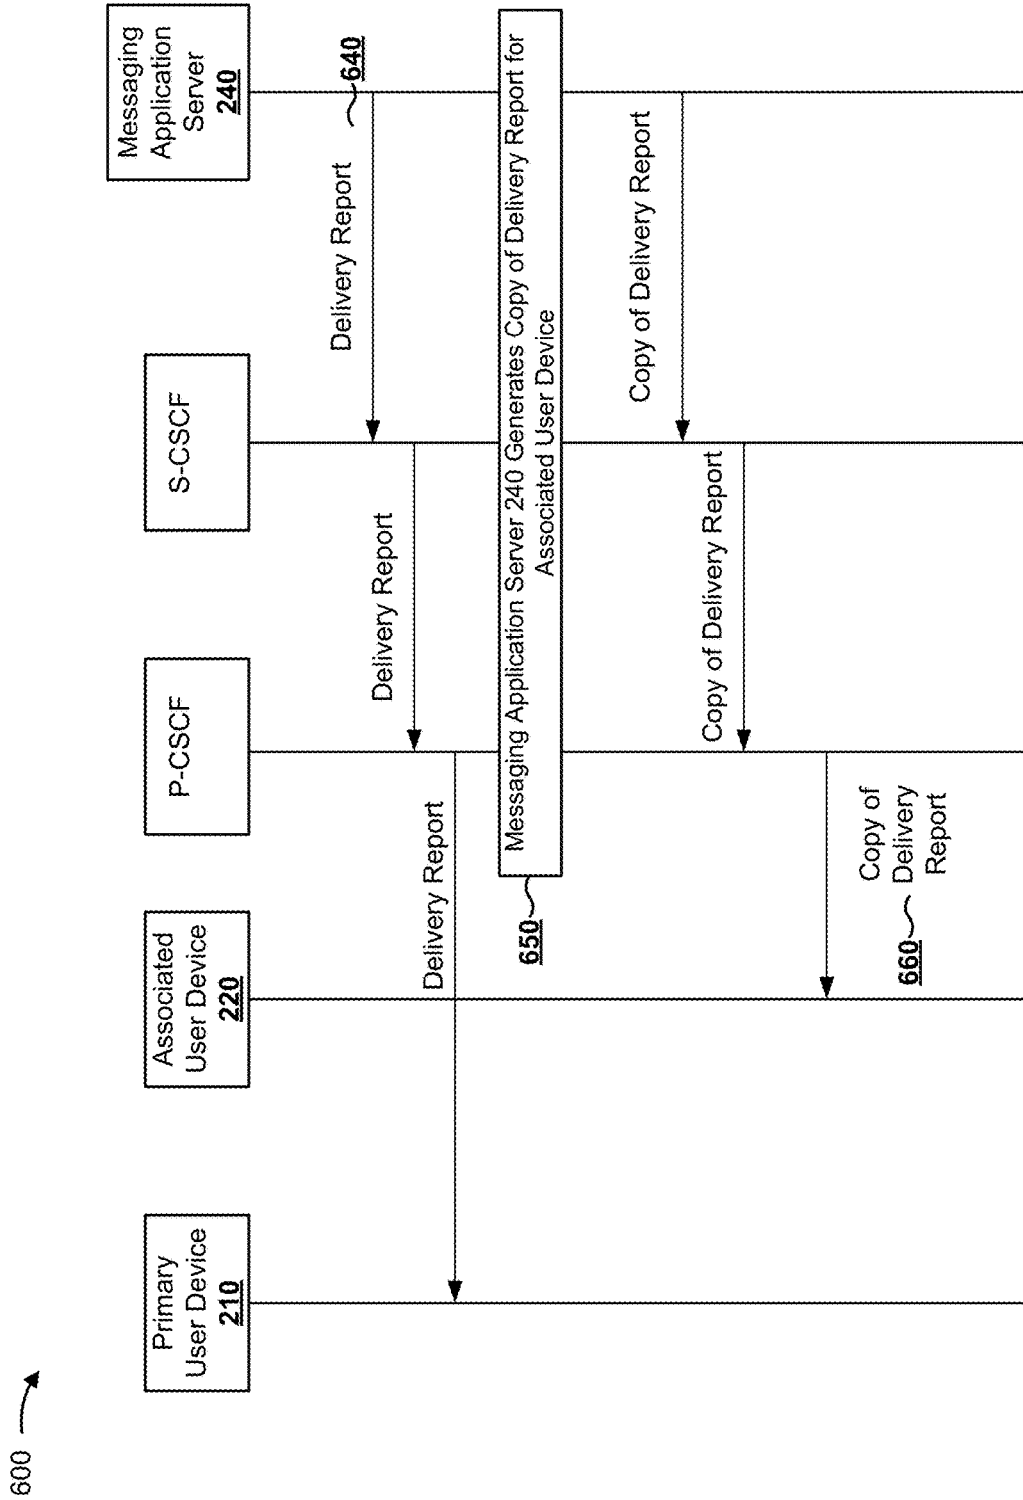 600
Primary
User Device
210
Associated
User Device
220
P-CSCF
S-CSCF
Messaging
Application
Server
240
Delivery Report
640
Delivery Report
Delivery Report
650
Messaging Application Server 240 Generates Copy of Delivery Report for
Associated User Device
Copy of Delivery Report
Copy of Delivery Report
Copy of
Delivery
Report
660